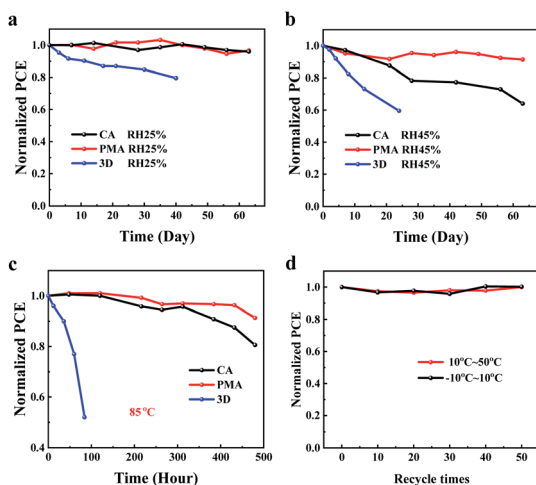 a
Normalized PCE
1.0
0.8
0.6
0.4
0.2
0.0
CA RH25%
PMA RH25%
3D RH25%
0 10 20 30 40 50 60
Time (Day)
b
Normalized PCE
1.2
1.0
0.8
0.6
0.4
0.2
0.0
CA RH45%
PMA RH45%
3D RH45%
0 10 20 30 40 50 60
Time (Day)
c
Normalized PCE
1.0
0.8
0.6
0.4
CA
PMA
3D
85 °C
0 100 200 300 400 500
Time (Hour)
d
Normalized PCE
1.0
0.8
0.6
0.4
0.2
0.0
10°C~50°C
-10°C~10°C
0 10 20 30 40 50
Recycle times